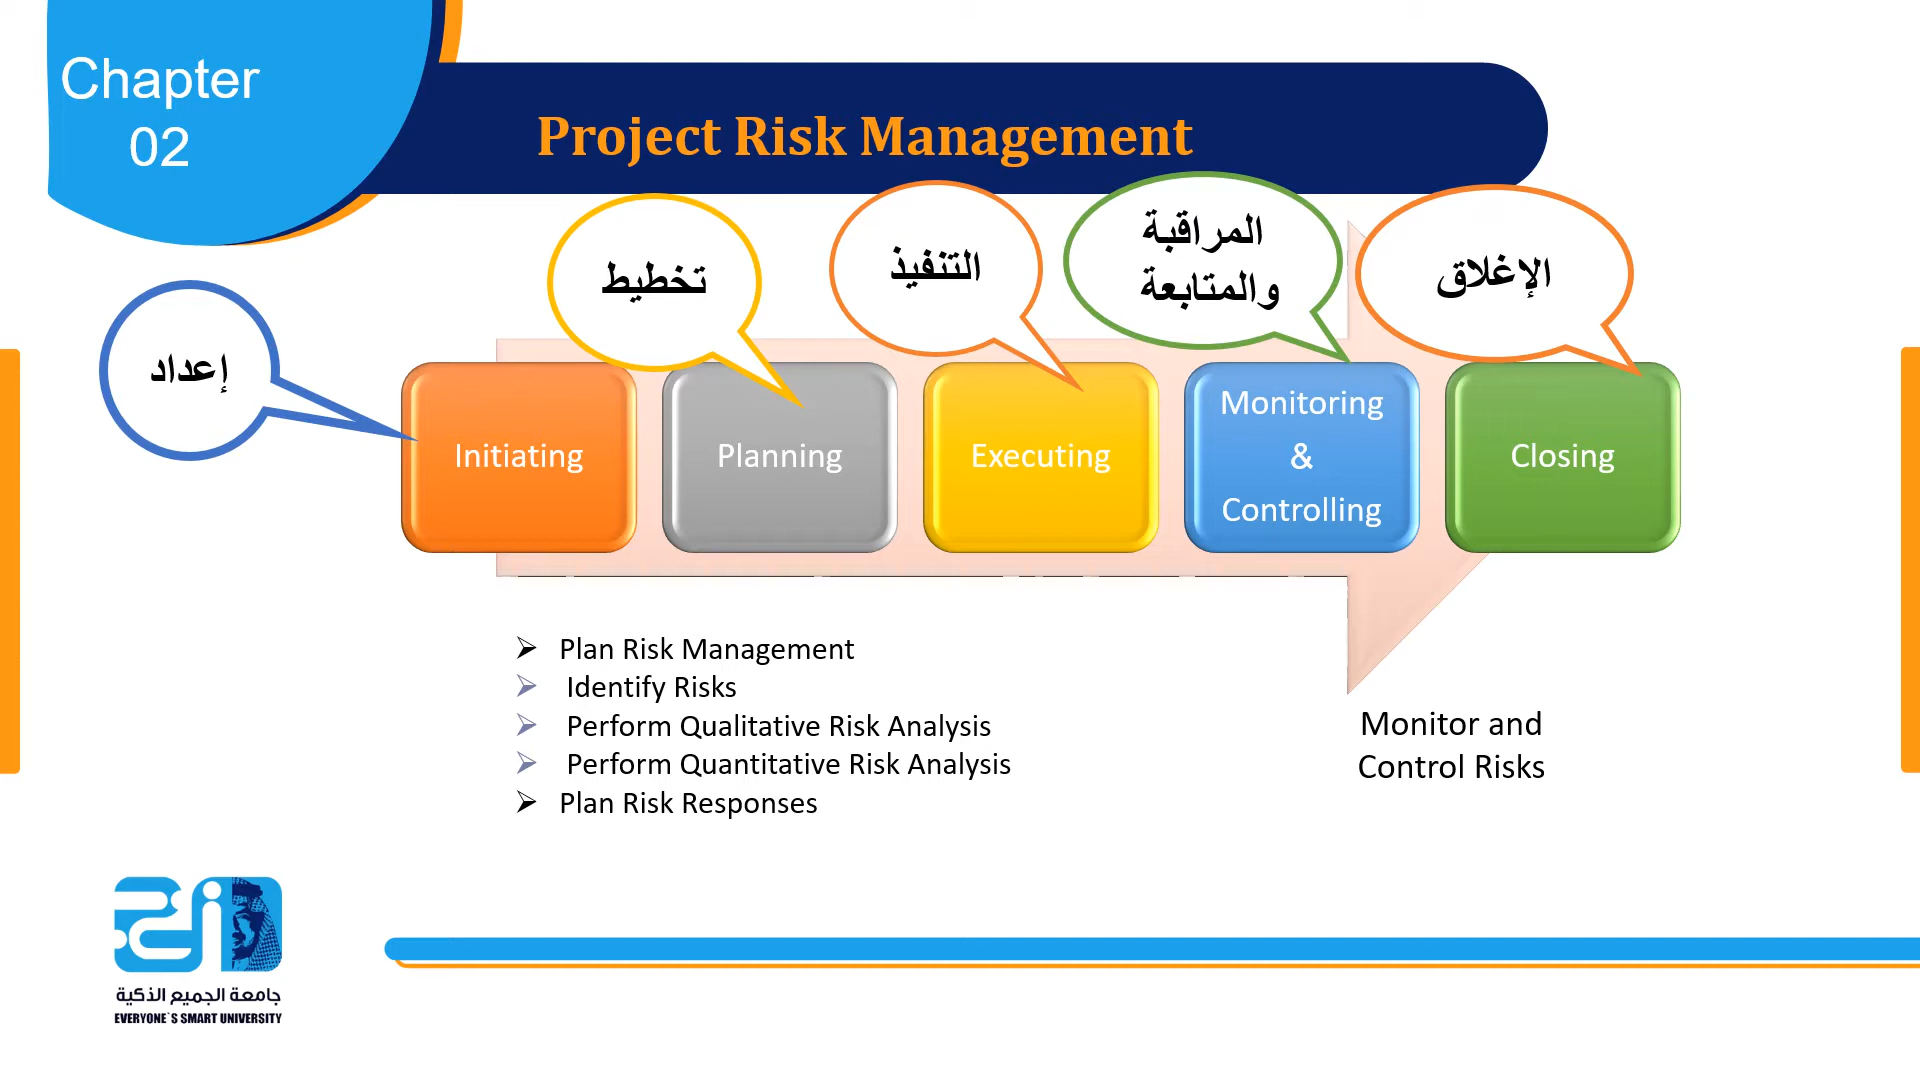 Chapter
02
Project Risk Management
إعداد
تخطيط
التنفيذ
المراقبة
والمتابعة
الإغلاق
Initiating
Planning
Executing
Monitoring
&
Controlling
Closing
➢ Plan Risk Management
➢ Identify Risks
➢ Perform Qualitative Risk Analysis
➢ Perform Quantitative Risk Analysis
➢ Plan Risk Responses
Monitor and
Control Risks
جامعة الجميع الذكية
EVERYONE`S SMART UNIVERSITY